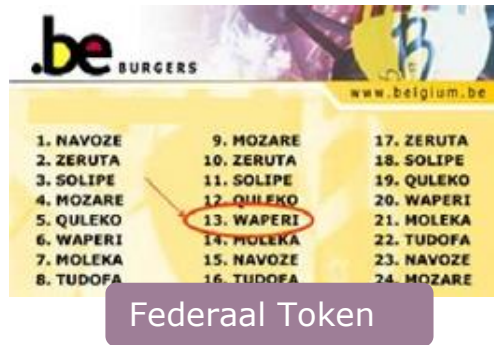 .be BURGERS
www.belgium.be
1. NAVOZE 9. MOZARE 17. ZERUTA
2. ZERUTA 10. ZERUTA 18. SOLIPE
3. SOLIPE 11. SOLIPE 19. QULEKO
4. MOZARE 12. QULEKO 20. WAPERI
5. QULEKO 13. WAPERI 21. MOLEKA
6. WAPERI 14. MOLEKA 22. TUDOFA
7. MOLEKA 15. NAVOZE 23. NAVOZE
8. TUDOFA 16. TUDOFA 24. MOZARE
Federaal Token